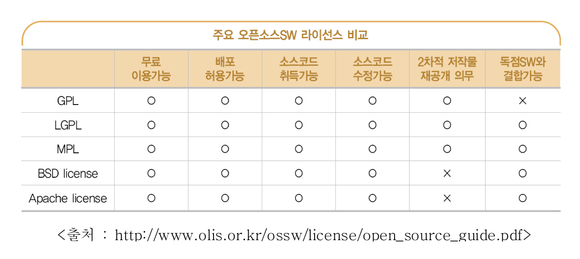 주요 오픈소스SW 라이선스 비교
무료 이용가능 배포 허용가능 소스코드 취득가능 소스코드 수정가능 2차적 저작물 재공개 의무 독점SW와 결합가능
GPL O O O O O ×
LGPL O O O O O O
MPL O O O O O O
BSD license O O O O × O
Apache license O O O O × O
<출처 : http://www.olis.or.kr/ossw/license/open_source_guide.pdf>